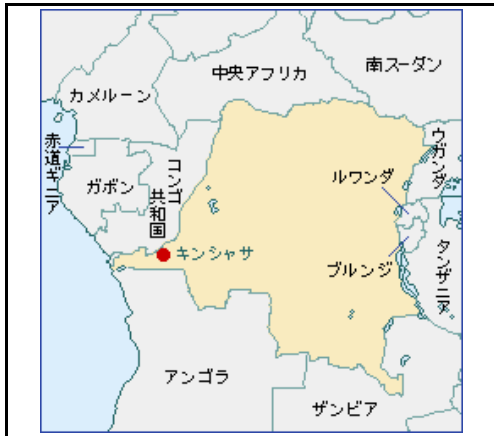 中央アフリカ
南スーダン
カメルーン
赤道ギニア
ガボン
コンゴ
共和国
ウガンダ
ルワンダ
キンシャサ
ブルンジ
タンザニア
アンゴラ
ザンビア